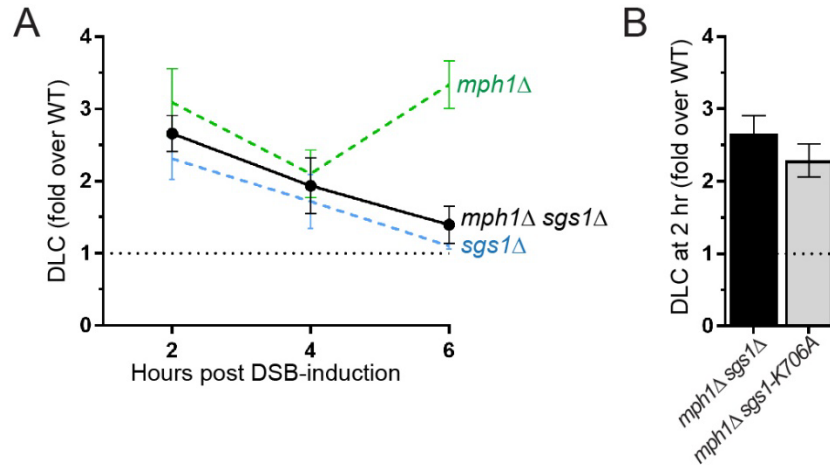 A
DLC (fold over WT)
4
3
2
1
0
2
4
6
Hours post DSB-induction
mph1Δ
mph1Δ sgs1Δ
sgs1Δ
B
DLC at 2 hr (fold over WT)
4
3
2
1
0
mph1Δ sgs1Δ
mph1Δ sgs1-K706A